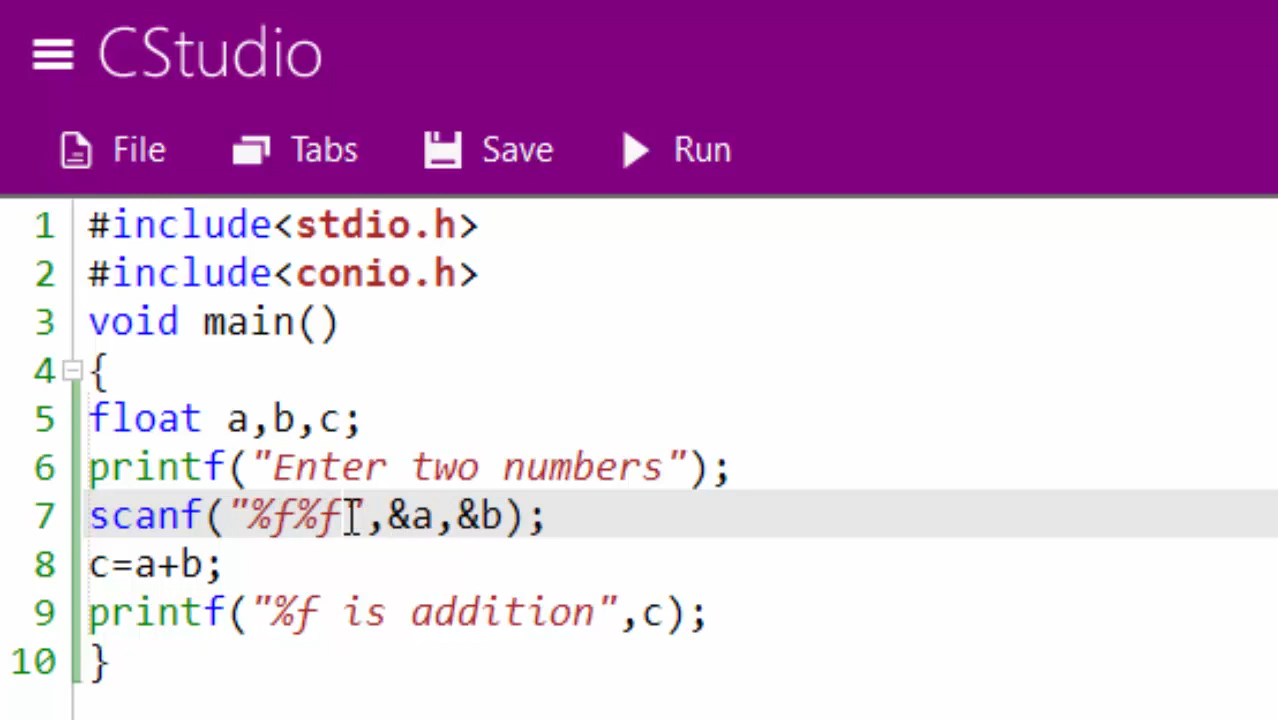 CStudio
File Tabs Save Run
1 #include<stdio.h>
2 #include<conio.h>
3 void main()
4 {
5 float a,b,c;
6 printf("Enter two numbers");
7 scanf("%f%f",&a,&b);
8 c=a+b;
9 printf("%f is addition",c);
10 }